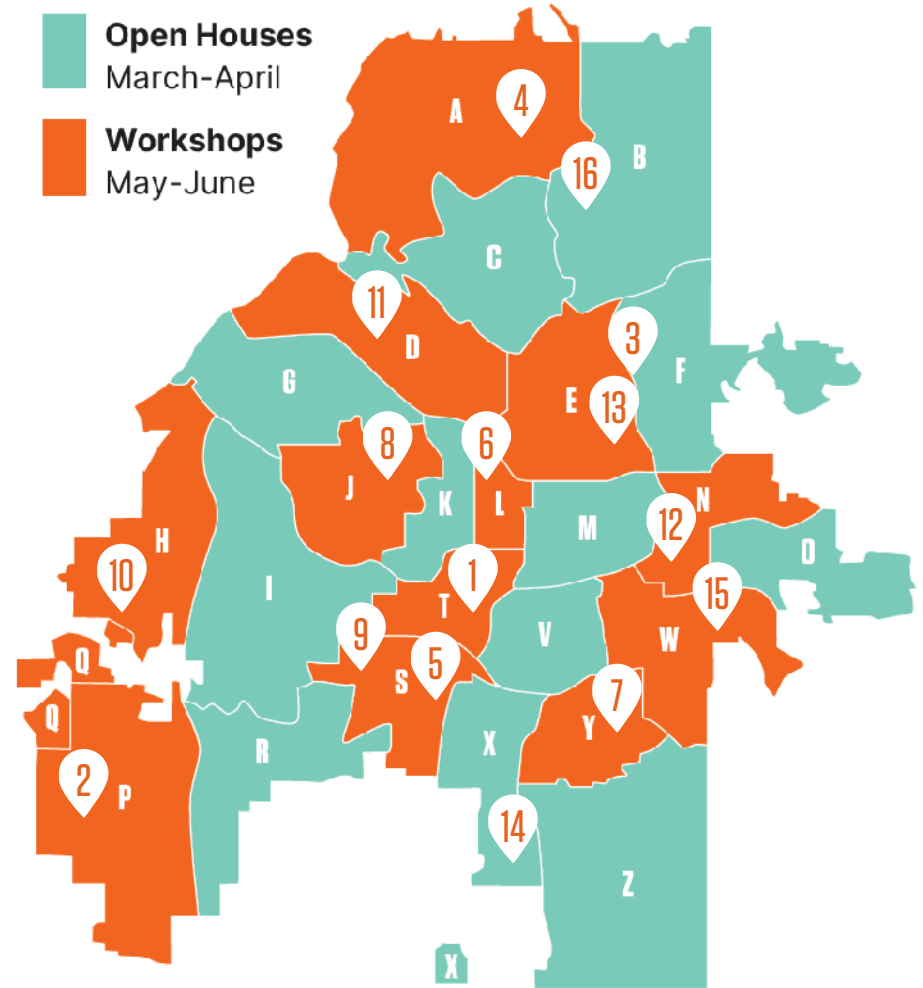 Open Houses
March-April
Workshops
May-June
A
4
B
16
C
11
D
3
F
G
E
13
8
6
J
K
L
N
M
12
H
D
10
I
1
15
T
9
V
W
Q
5
S
7
Q
Y
X
R
2
P
14
Z
X